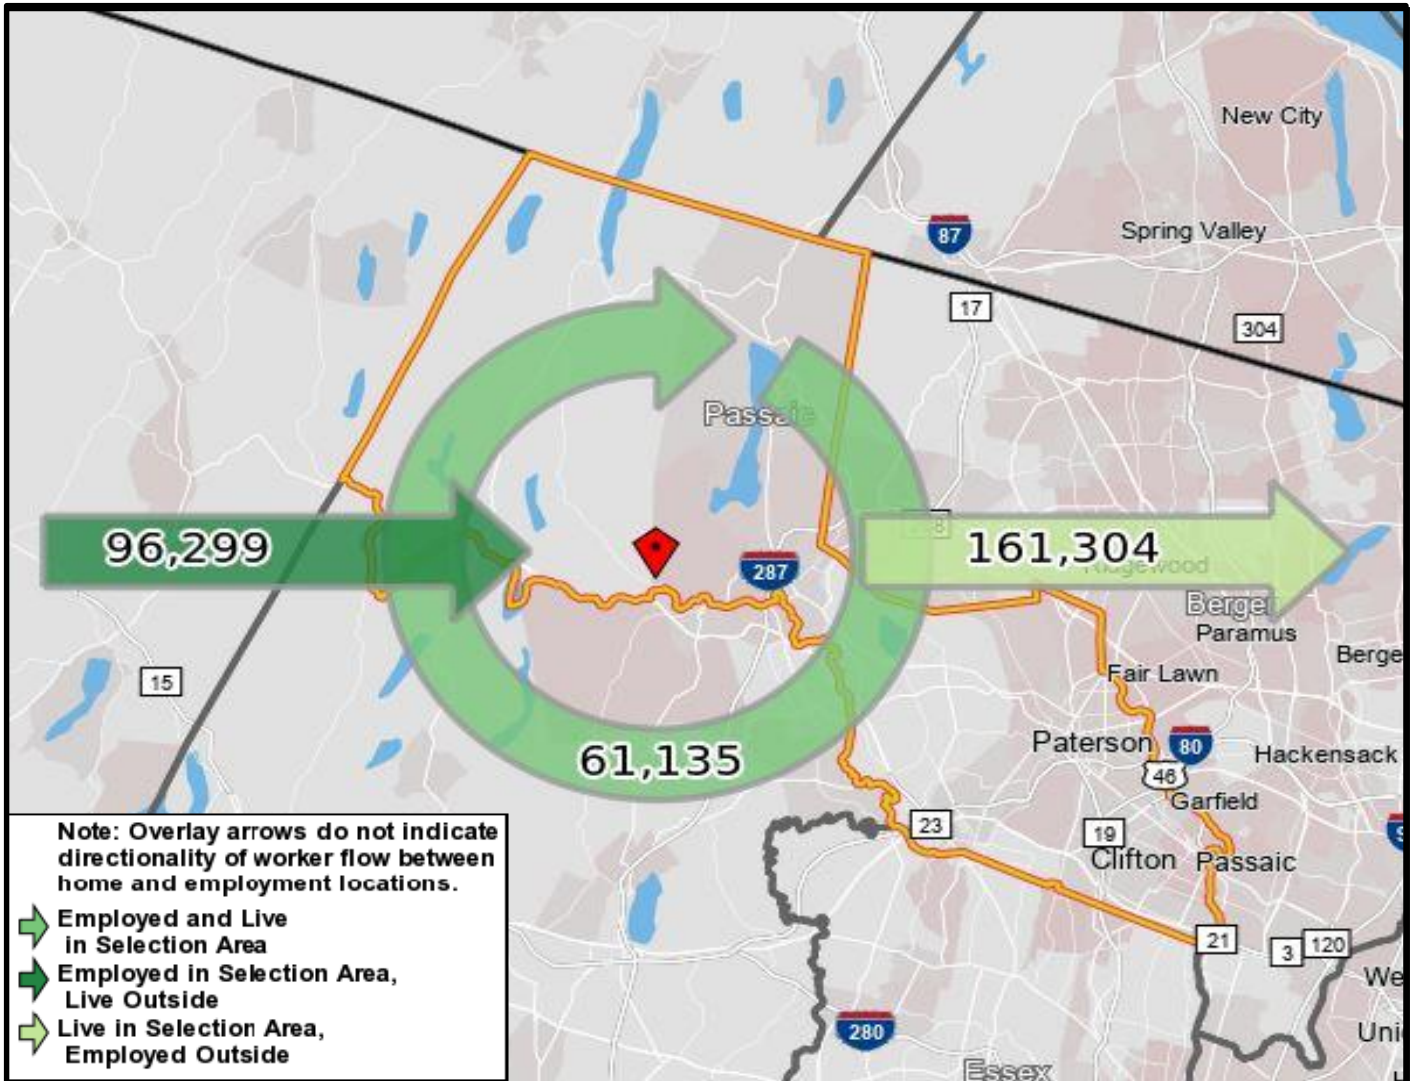 New City
87
Spring Valley
17
304
Passaic
96,299
161,304
287
Ridgewood
Bergen
Paramus
Berge
15
Fair Lawn
Paterson
80
61,135
Hackensack
46
Garfield
23
19
Clifton
Passaic
21
3
120
We
Uni
280
Essex
Note: Overlay arrows do not indicate
directionality of worker flow between
home and employment locations.
Employed and Live
in Selection Area
Employed in Selection Area,
Live Outside
Live in Selection Area,
Employed Outside